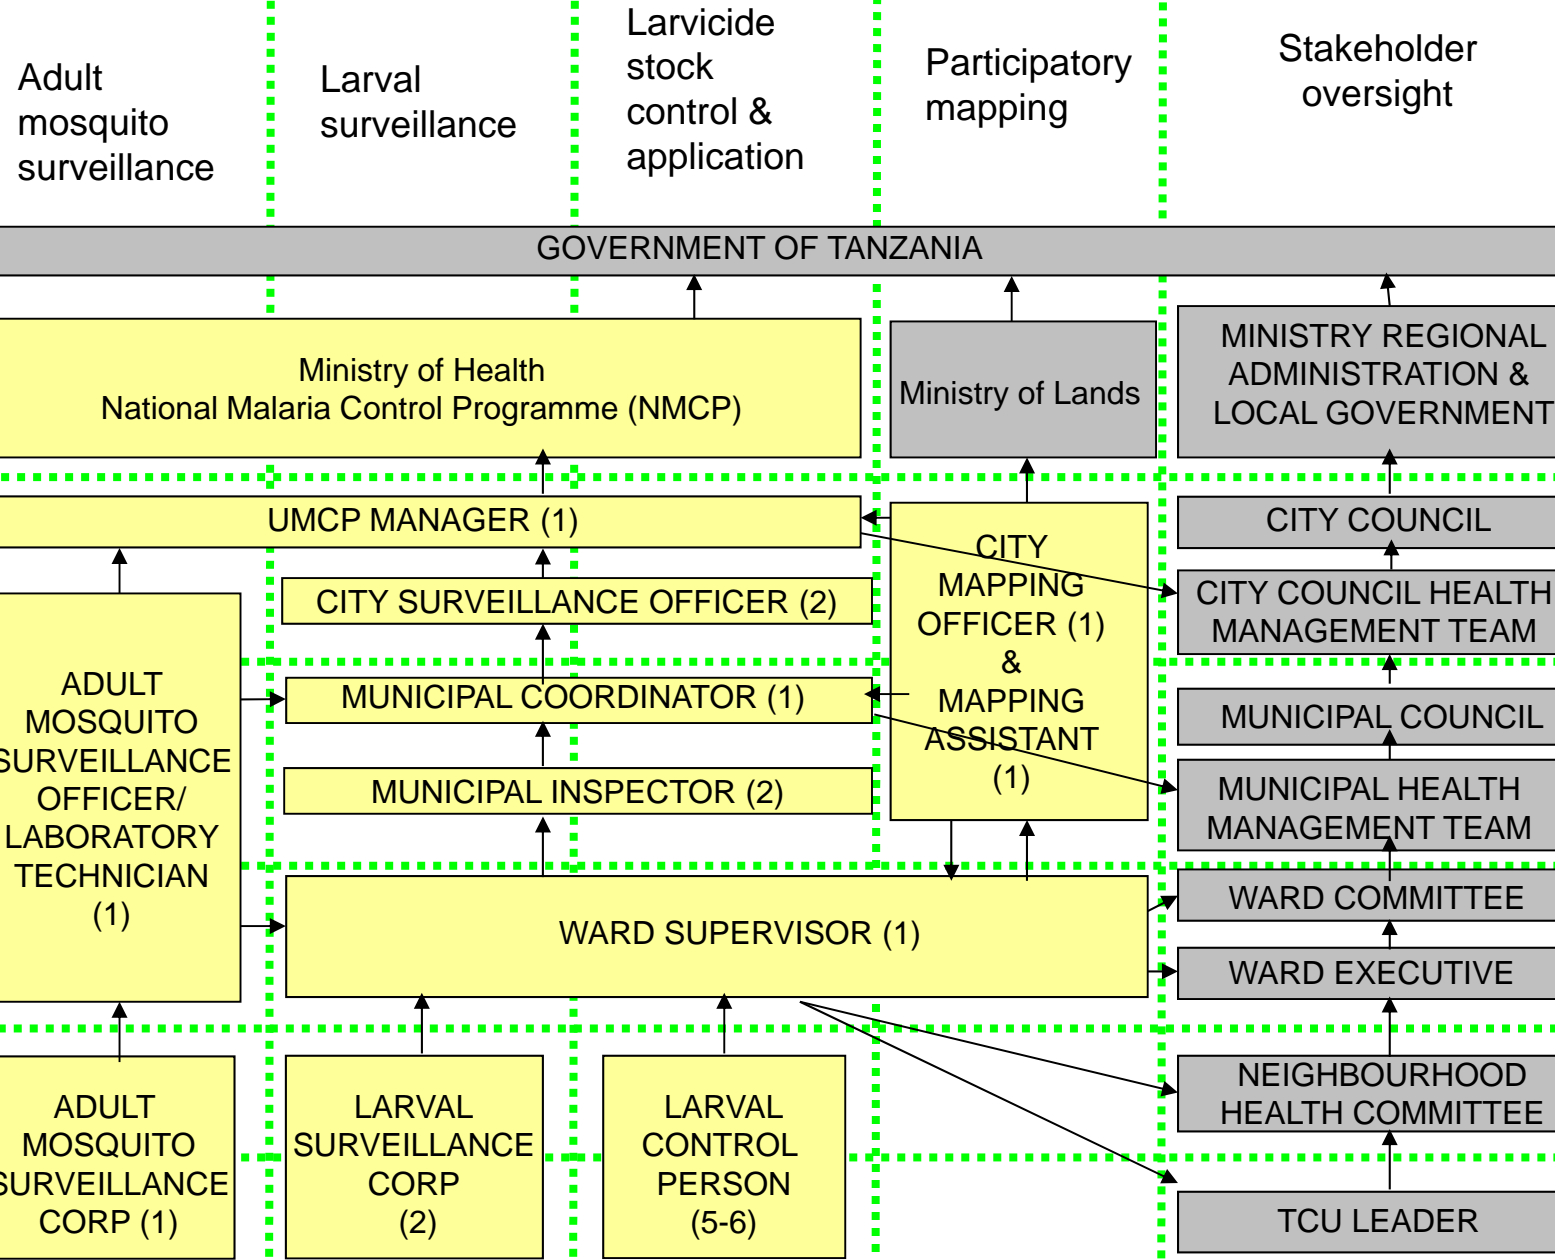 Adult
mosquito
surveillance
Larval
surveillance
Larvicide
stock
control &
application
Participatory
mapping
Stakeholder
oversight
GOVERNMENT OF TANZANIA
Ministry of Health
National Malaria Control Programme (NMCP)
Ministry of Lands
MINISTRY REGIONAL
ADMINISTRATION &
LOCAL GOVERNMENT
UMCP MANAGER (1)
CITY
MAPPING
OFFICER (1)
&
MAPPING
ASSISTANT
(1)
CITY COUNCIL
CITY SURVEILLANCE OFFICER (2)
CITY COUNCIL HEALTH
MANAGEMENT TEAM
ADULT
MOSQUITO
SURVEILLANCE
OFFICER/
LABORATORY
TECHNICIAN
(1)
MUNICIPAL COORDINATOR (1)
MUNICIPAL COUNCIL
MUNICIPAL INSPECTOR (2)
MUNICIPAL HEALTH
MANAGEMENT TEAM
WARD SUPERVISOR (1)
WARD COMMITTEE
WARD EXECUTIVE
ADULT
MOSQUITO
SURVEILLANCE
CORP (1)
LARVAL
SURVEILLANCE
CORP
(2)
LARVAL
CONTROL
PERSON
(5-6)
NEIGHBOURHOOD
HEALTH COMMITTEE
TCU LEADER